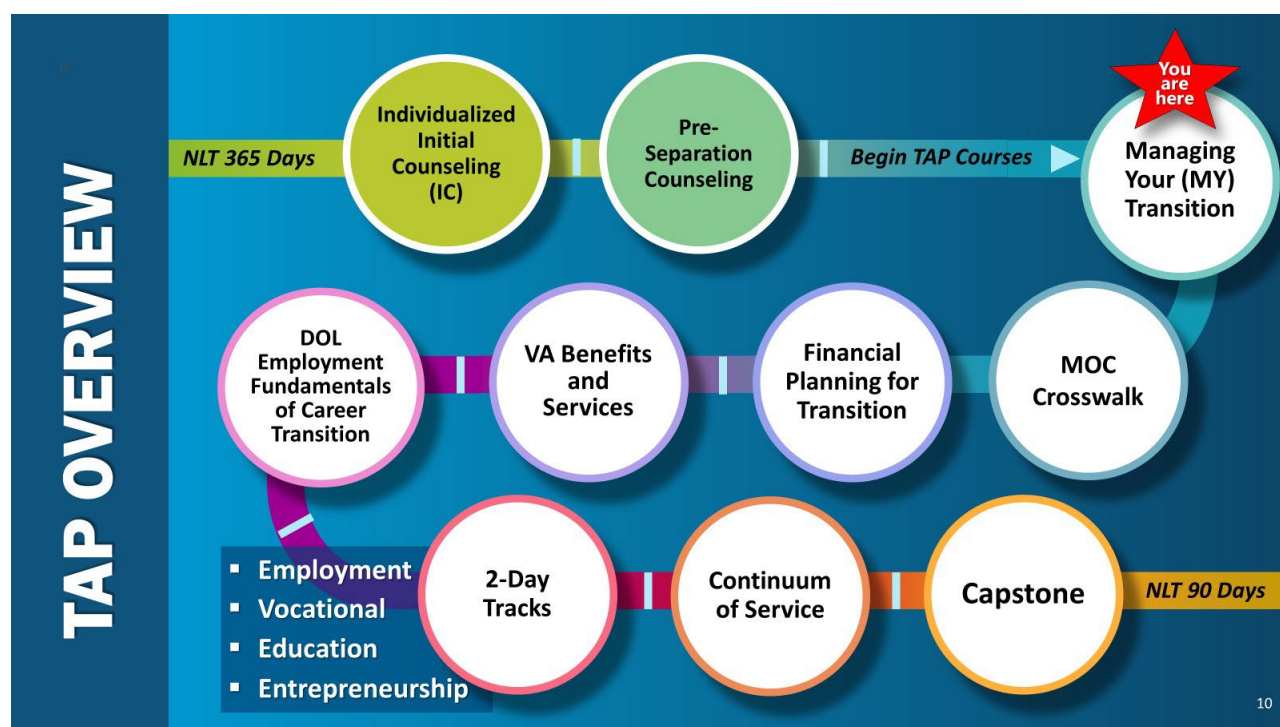 TAP OVERVIEW
NLT 365 Days
Individualized
Initial
Counseling
(IC)
Pre-
Separation
Counseling
Begin TAP Courses
You
are
here
Managing
Your (MY)
Transition
MOC
Crosswalk
Financial
Planning for
Transition
VA Benefits
and
Services
DOL
Employment
Fundamentals
of Career
Transition
▪ Employment
▪ Vocational
▪ Education
▪ Entrepreneurship
2-Day
Tracks
Continuum
of Service
Capstone
NLT 90 Days
10